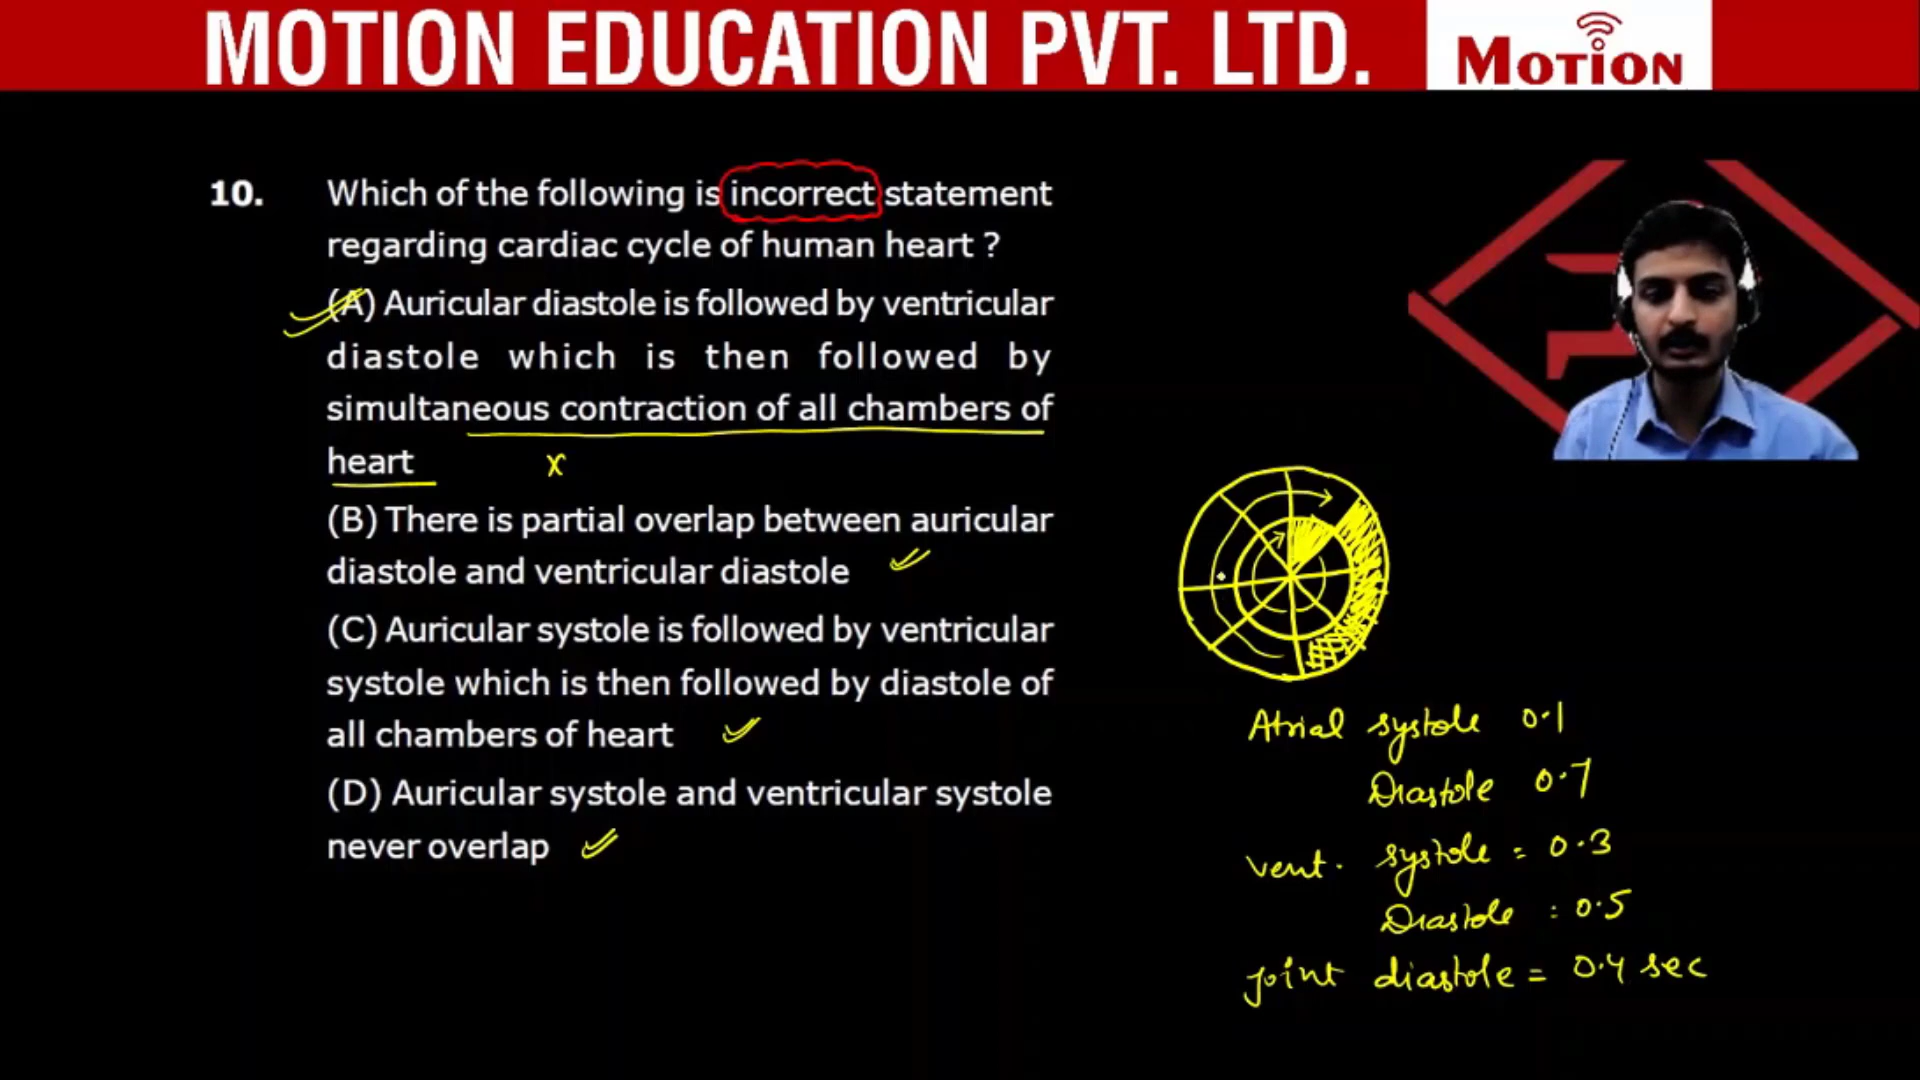 MOTION EDUCATION PVT. LTD.
MOTION
10. Which of the following is incorrect statement
regarding cardiac cycle of human heart ?
(A) Auricular diastole is followed by ventricular
diastole which is then followed by
simultaneous contraction of all chambers of
heart x
(B) There is partial overlap between auricular
diastole and ventricular diastole
(C) Auricular systole is followed by ventricular
systole which is then followed by diastole of
all chambers of heart
(D) Auricular systole and ventricular systole
never overlap
Atrial systole 0.1
Diastole 0.7
vent. systole = 0.3
Diastole : 0.5
joint diastole = 0.4 sec